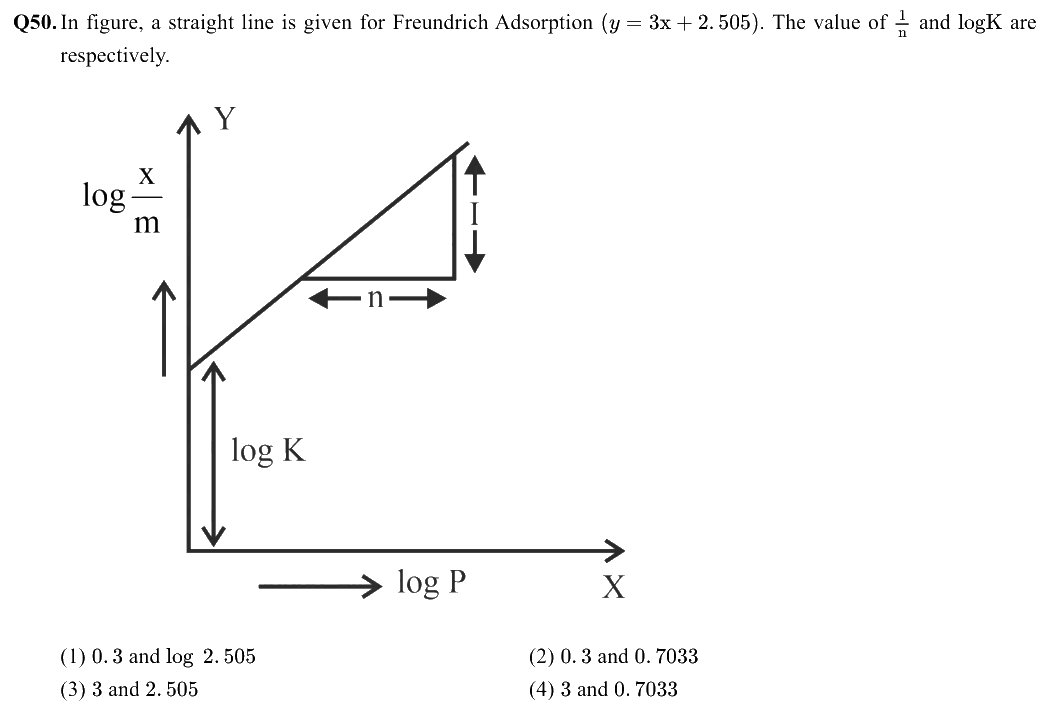 Q50. In figure, a straight line is given for Freundrich Adsorption (y = 3x + 2.505). The value of 1/n and logK are
respectively.
Y
log x/m
I
n
log K
log P
X
(1) 0.3 and log 2.505
(2) 0.3 and 0.7033
(3) 3 and 2.505
(4) 3 and 0.7033